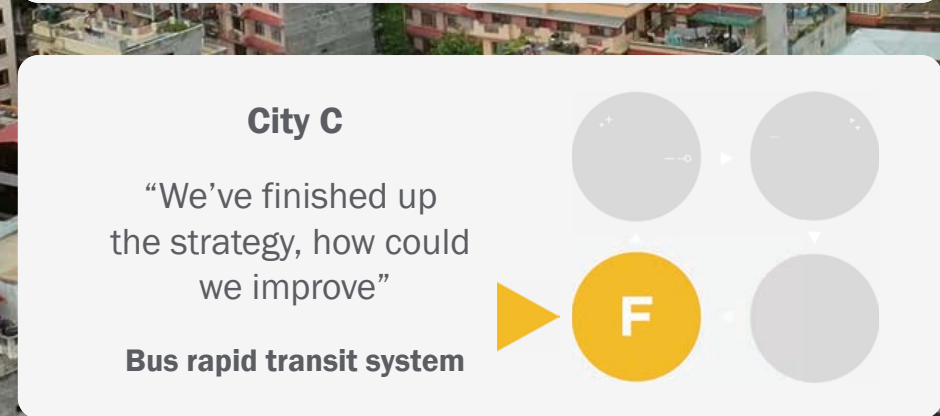 City C
“We’ve finished up
the strategy, how could
we improve”
Bus rapid transit system
F